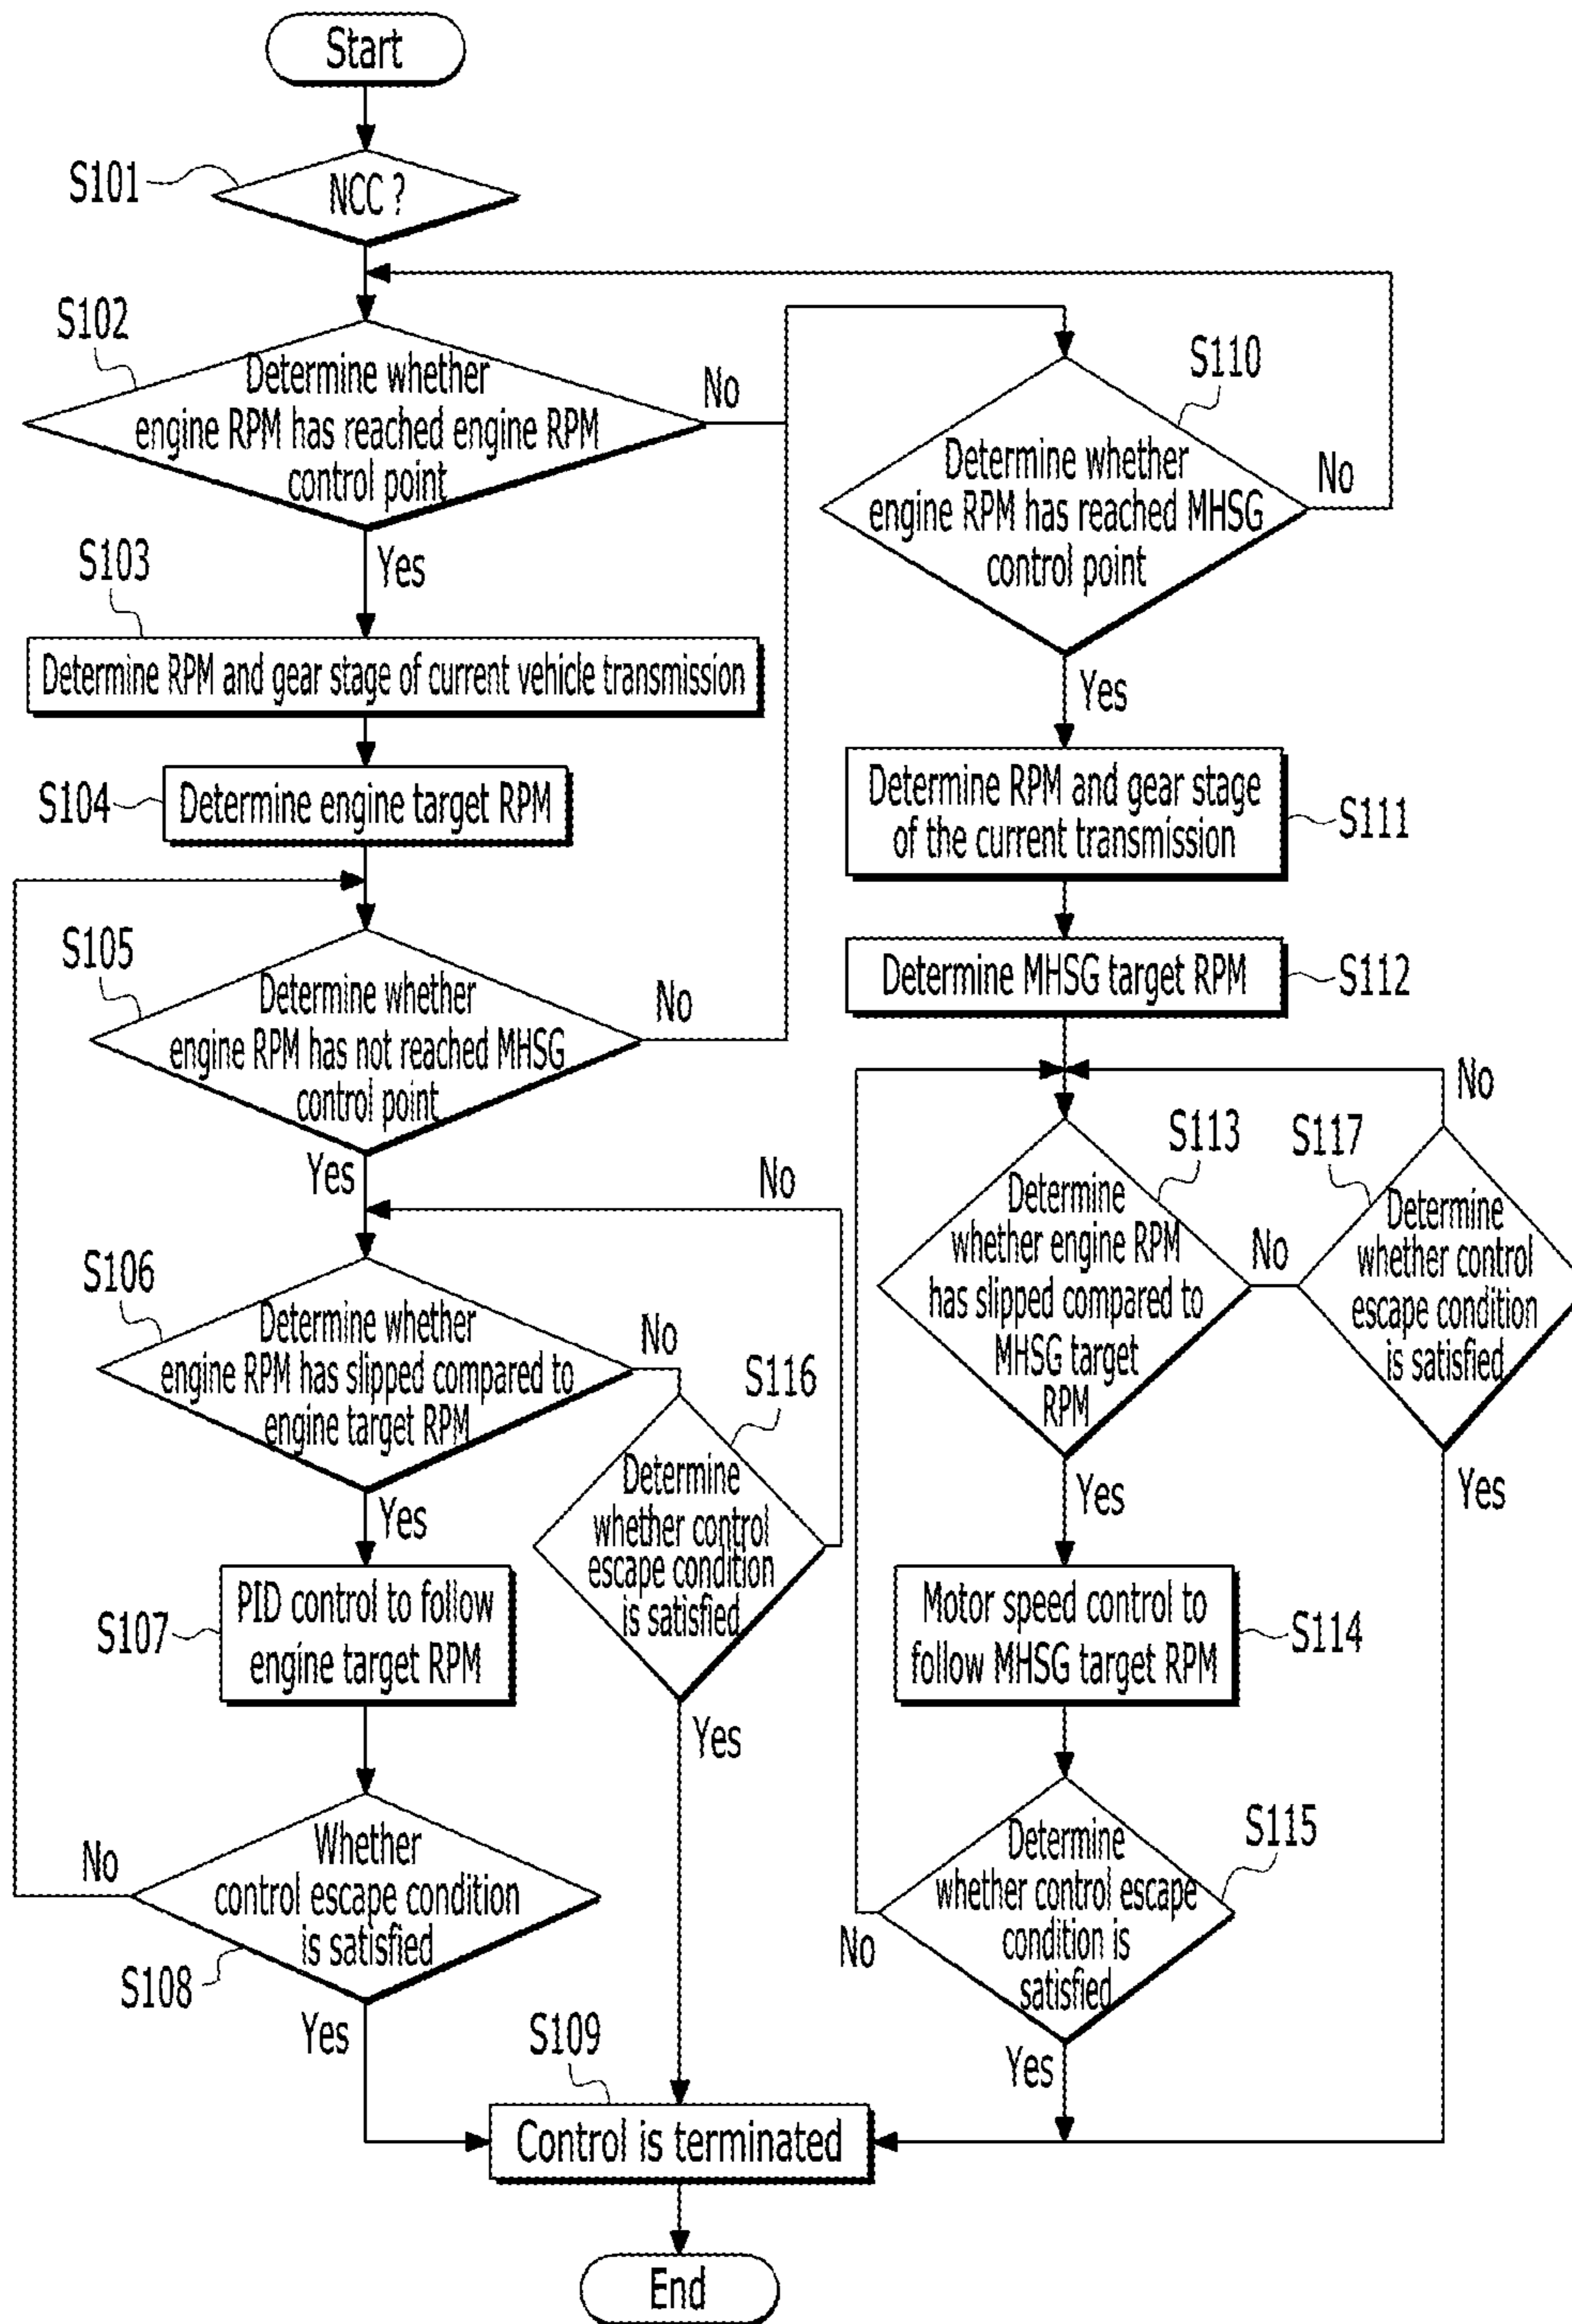 Start
S101
NCC ?
S102
Determine whether
engine RPM has reached engine RPM
control point
No
Yes
S110
Determine whether
engine RPM has reached MHSG
control point
No
Yes
S103
Determine RPM and gear stage of current vehicle transmission
S104
Determine engine target RPM
Determine RPM and gear stage
of the current transmission
S111
Determine MHSG target RPM
S112
S105
Determine whether
engine RPM has not reached MHSG
control point
No
Yes
S106
Determine whether
engine RPM has slipped compared to
engine target RPM
No
Yes
S116
Determine
whether control
escape condition
is satisfied
No
Yes
S113
Determine
whether engine RPM
has slipped compared to
MHSG target
RPM
No
Yes
S117
Determine
whether control
escape condition
is satisfied
No
Yes
S107
PID control to follow
engine target RPM
Motor speed control to
follow MHSG target RPM
S114
Whether
control escape condition
is satisfied
S108
No
Yes
Determine
whether control escape
condition is
satisfied
S115
No
Yes
S109
Control is terminated
End